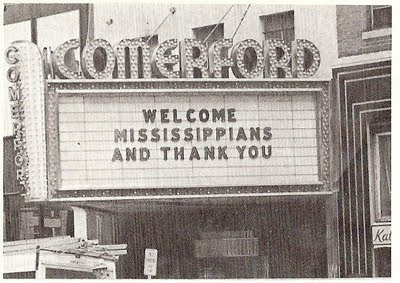 COMERFORD
COMERFORD
WELCOME
MISSISSIPPIANS
AND THANK YOU